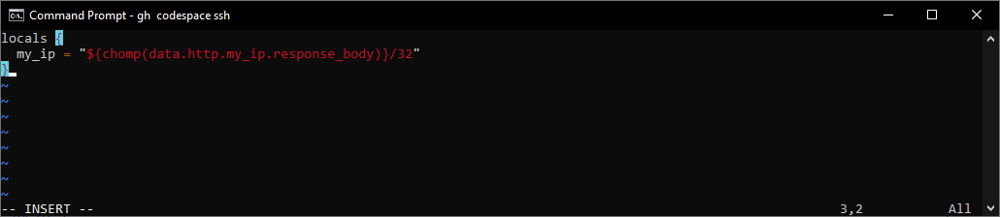 Command Prompt - gh  codespace ssh
locals {
  my_ip = "${chomp(data.http.my_ip.response_body)}/32"
}
~
~
~
~
~
~
~
~
-- INSERT --                                                                 3,2           All